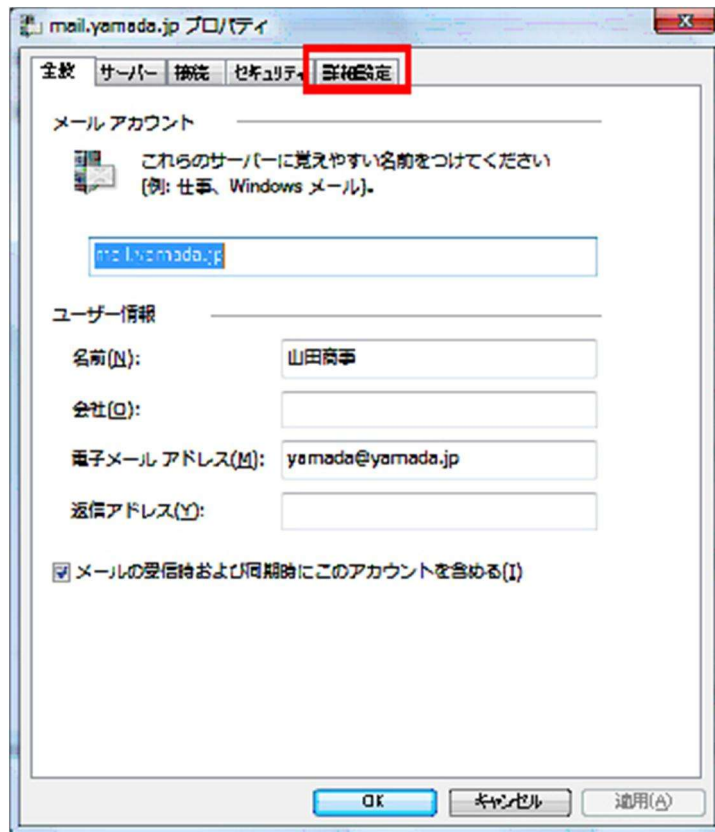 mail.yamada.jp プロパティ
全般 サーバー 接続 セキュリティ 詳細設定
メール アカウント
これらのサーバーに覚えやすい名前をつけてください
(例: 仕事、Windows メール)。
mail.yamada.jp
ユーザー情報
名前(N): 山田商事
会社(O):
電子メール アドレス(M): yamada@yamada.jp
返信アドレス(Y):
メールの受信時および同期時にこのアカウントを含める(I)
OK キャンセル 適用(A)